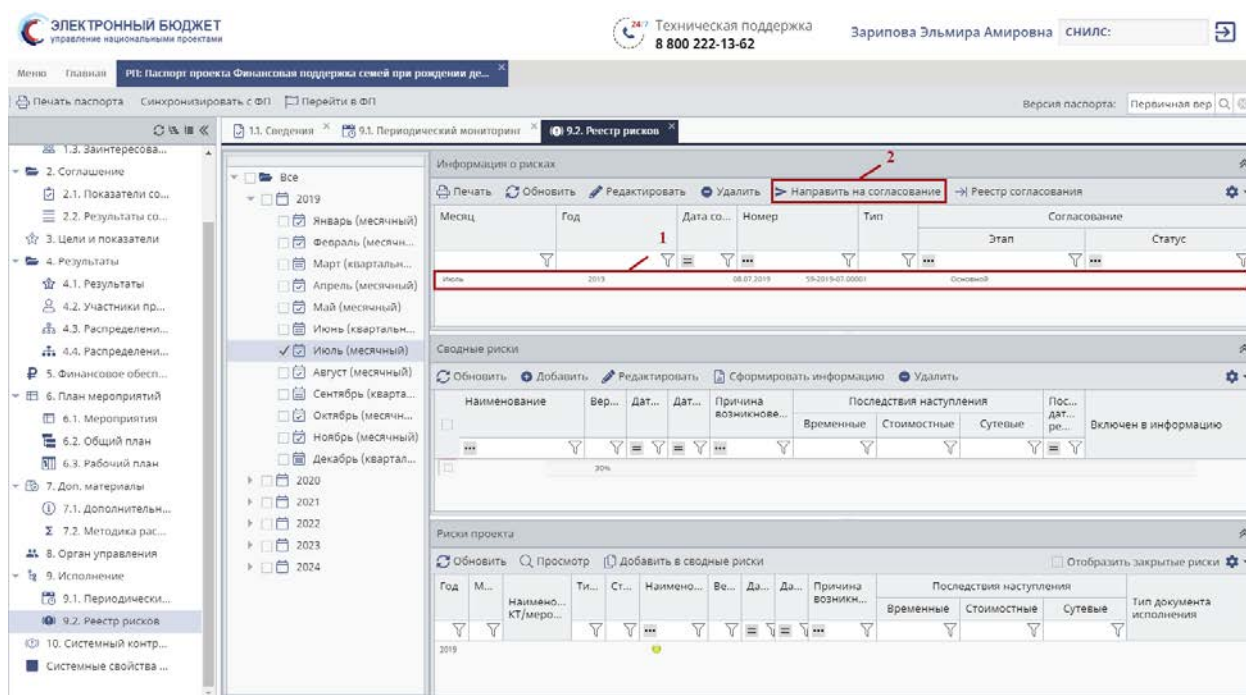 ЭЛЕКТРОННЫЙ БЮДЖЕТ
управление национальными проектами
24/7 Техническая поддержка
8 800 222-13-62
Зарипова Эльмира Амировна СНИЛС:
Меню Главная РП: Паспорт проекта Финансовая поддержка семей при рождении де...
Печать паспорта Синхронизировать с ФП Перейти в ФП
Версия паспорта: Первичная вер
1.1. Сведения 9.1. Периодический мониторинг 9.2. Реестр рисков
1.3. Заинтересова...
2. Соглашение
2.1. Показатели со...
2.2. Результаты со...
3. Цели и показатели
4. Результаты
4.1. Результаты
4.2. Участники пр...
4.3. Распределени...
4.4. Распределени...
5. Финансовое обесп...
6. План мероприятий
6.1. Мероприятия
6.2. Общий план
6.3. Рабочий план
7. Доп. материалы
7.1. Дополнительн...
7.2. Методика рас...
8. Орган управления
9. Исполнение
9.1. Периодически...
9.2. Реестр рисков
10. Системный контр...
Системные свойства ...
Все
2019
Январь (месячный)
Февраль (месячн...
Март (квартальн...
Апрель (месячный)
Май (месячный)
Июнь (квартальн...
Июль (месячный)
Август (месячный)
Сентябрь (кварта...
Октябрь (месячн...
Ноябрь (месячный)
Декабрь (квартал...
2020
2021
2022
2023
2024
Информация о рисках
2
Печать Обновить Редактировать Удалить Направить на согласование Реестр согласования
Месяц Год Дата со... Номер Тип Согласование
Этап Статус
1
Июль 2019 08.07.2019 59-2019-07.00001 Основной
Сводные риски
Обновить Добавить Редактировать Сформировать информацию Удалить
Наименование Вер... Дат... Дат... Причина возникнове... Последствия наступления Пос... дат... ре... Включен в информацию
Временные Стоимостные Сутевые
30%
Риски проекта
Обновить Просмотр Добавить в сводные риски Отобразить закрытые риски
Год М... Наимено... КТ/меро... Ти... Ст... Наимено... Ве... Да... Да... Причина возникн... Последствия наступления Тип документа исполнения
Временные Стоимостные Сутевые
2019